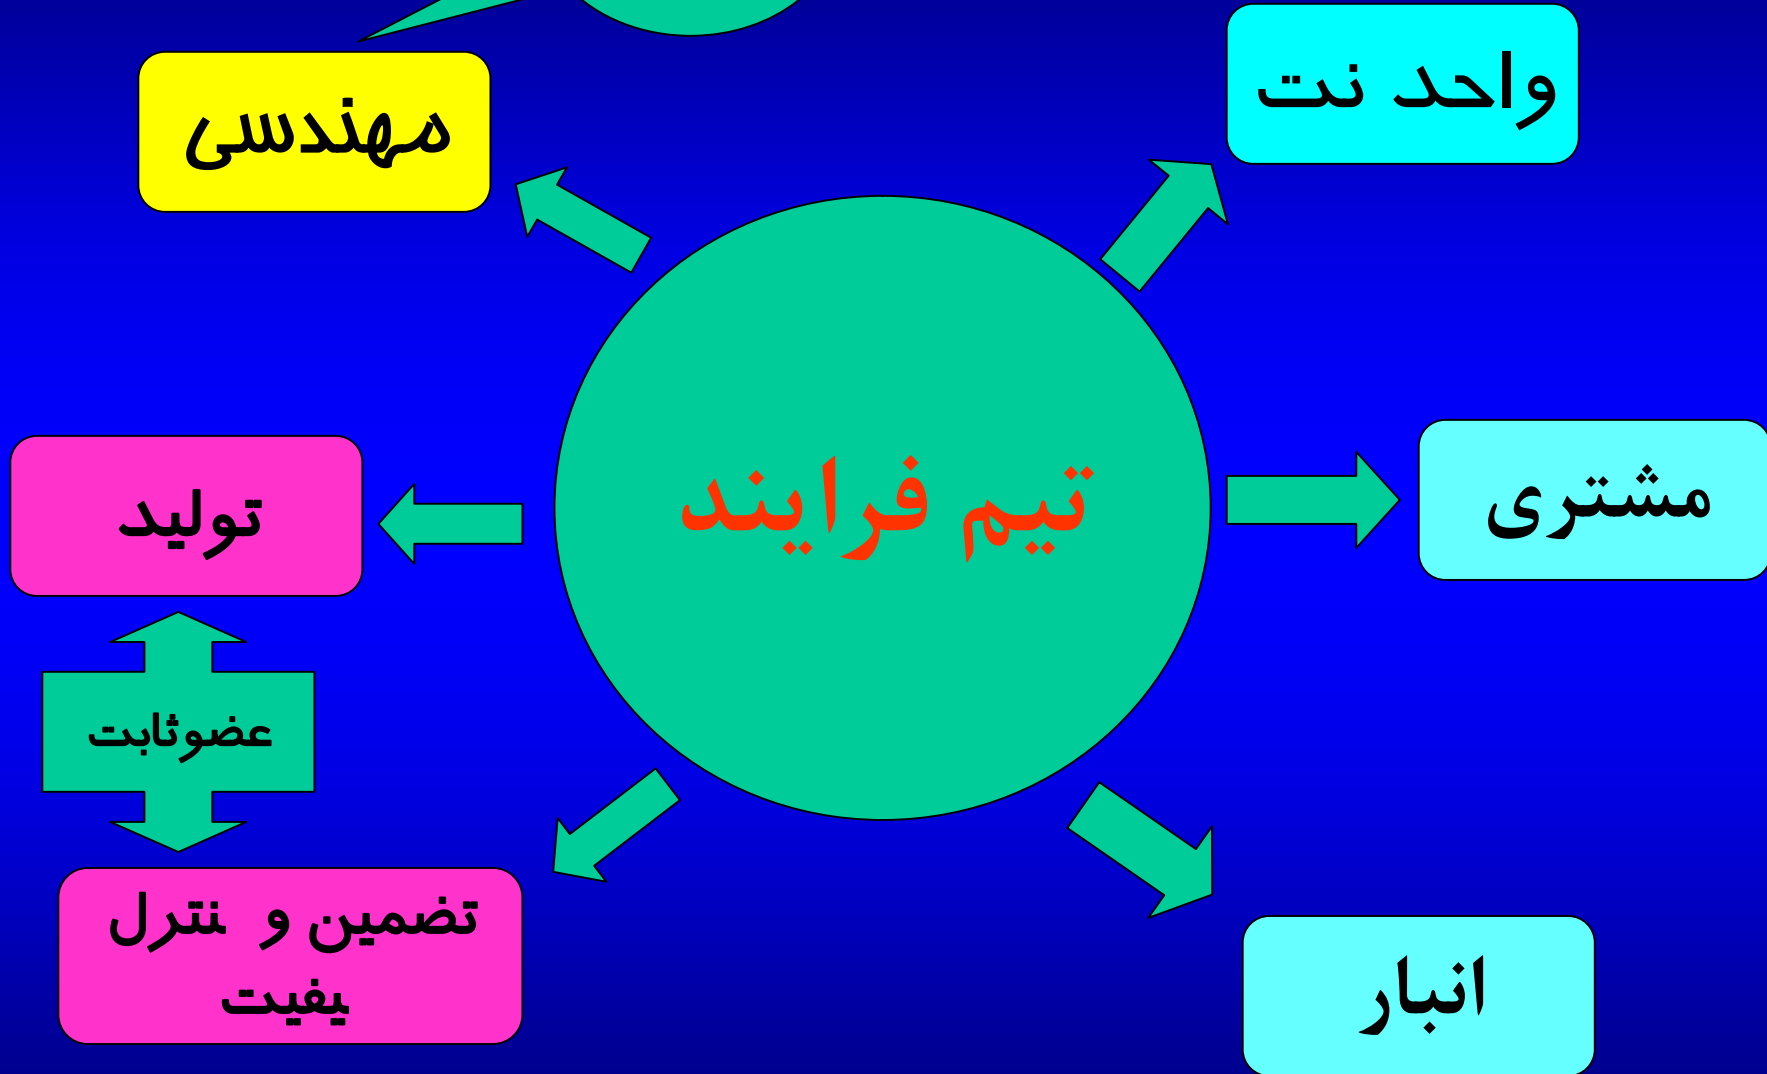 واحد نت
مهندسی
تیم فرایند
مشتری
تولید
عضوثابت
تضمین و نترل
یفیت
انبار